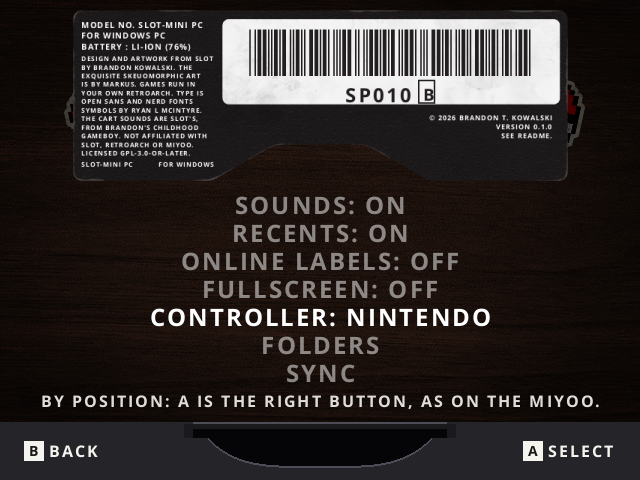 MODEL NO. SLOT-MINI PC
FOR WINDOWS PC
BATTERY : LI-ION (76%)
DESIGN AND ARTWORK FROM SLOT
BY BRANDON KOWALSKI. THE
EXQUISITE SKEUOMORPHIC ART
IS BY MARKUS. GAMES RUN IN
YOUR OWN RETROARCH. TYPE IS
OPEN SANS AND NERD FONTS
SYMBOLS BY RYAN L MCINTYRE.
THE CART SOUNDS ARE SLOT'S,
FROM BRANDON'S CHILDHOOD
GAMEBOY. NOT AFFILIATED WITH
SLOT, RETROARCH OR MIYOO.
LICENSED GPL-3.0-OR-LATER.
SLOT-MINI PC FOR WINDOWS
SP010 B
© 2026 BRANDON T. KOWALSKI
VERSION 0.1.0
SEE README.
SOUNDS: ON
RECENTS: ON
ONLINE LABELS: OFF
FULLSCREEN: OFF
CONTROLLER: NINTENDO
FOLDERS
SYNC
BY POSITION: A IS THE RIGHT BUTTON, AS ON THE MIYOO.
B BACK
A SELECT